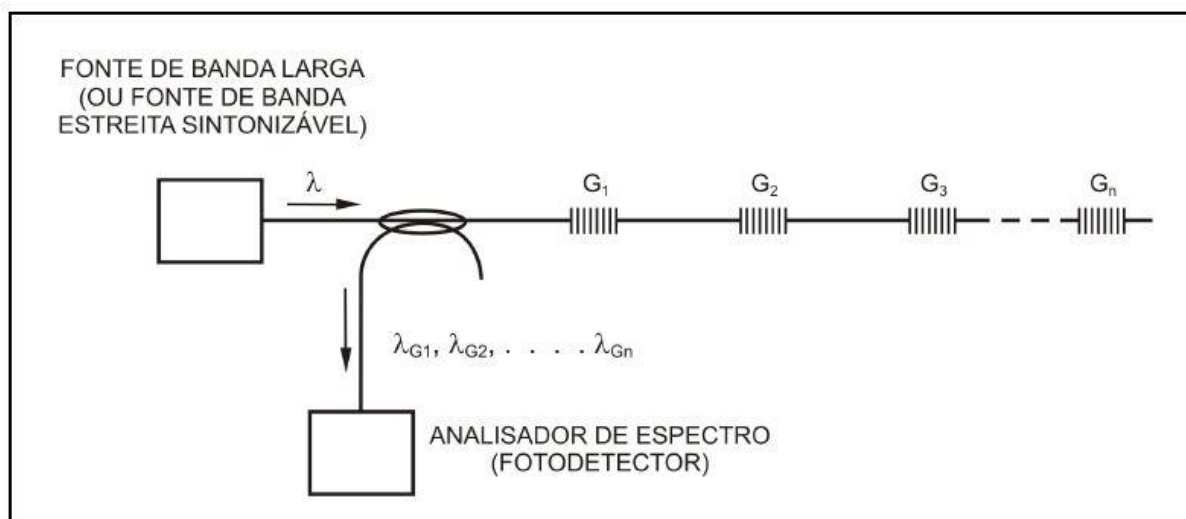 FONTE DE BANDA LARGA
(OU FONTE DE BANDA
ESTREITA SINTONIZÁVEL)
λ
G₁
G₂
G₃
Gₙ
λG1, λG2, . . . . λGn
ANALISADOR DE ESPECTRO
(FOTODETECTOR)